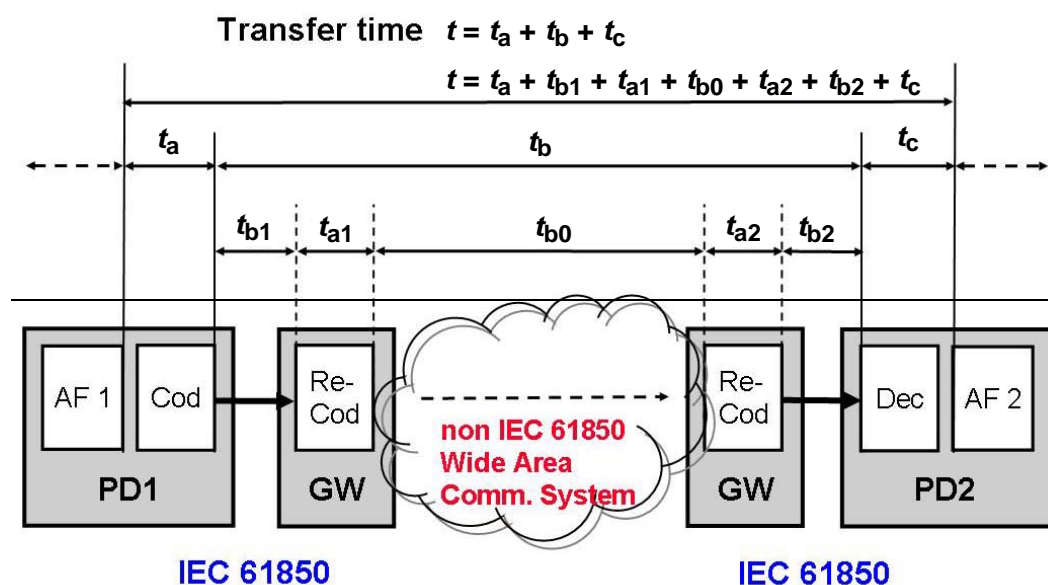 Transfer time t = ta + tb + tc
t = ta + tb1 + ta1 + tb0 + ta2 + tb2 + tc
ta tb tc
tb1 ta1 tb0 ta2 tb2
AF 1 Cod Re- Re- Dec AF 2
Cod Cod
non IEC 61850
Wide Area
Comm. System
PD1 GW GW PD2
IEC 61850 IEC 61850